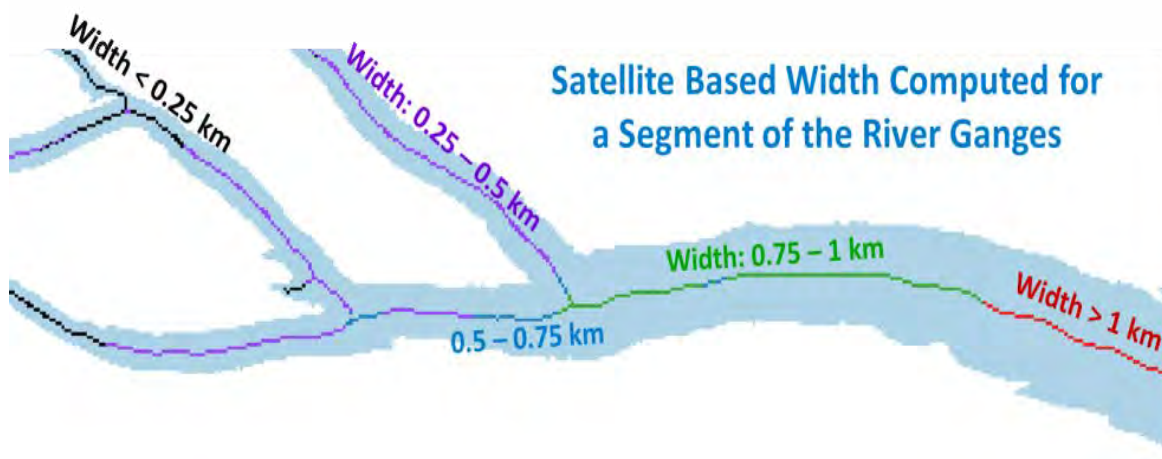 Width < 0.25 km
Width: 0.25 – 0.5 km
Satellite Based Width Computed for
a Segment of the River Ganges
Width: 0.75 – 1 km
Width > 1 km
0.5 – 0.75 km